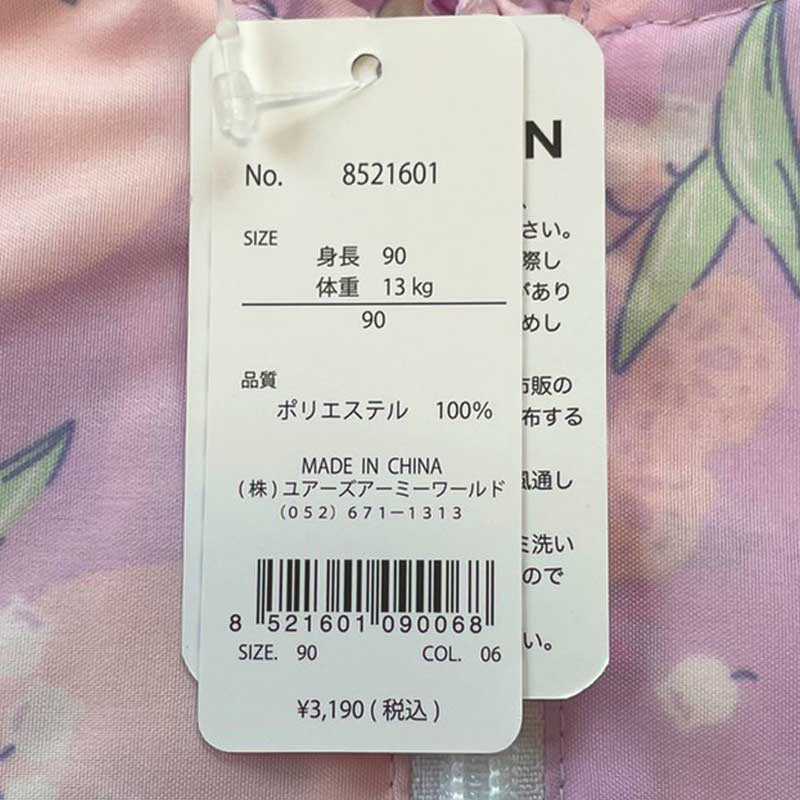 No. 8521601
SIZE
身長 90
体重 13 kg
90
品質
ポリエステル 100%
MADE IN CHINA
(株)ユアーズアーミーワールド
(052)671-1313
8 521601 090068
SIZE. 90 COL. 06
¥3,190(税込)
N
、
さい。
際し
があり
めし
市販の
布する
風通し
ミ洗い
ので
い。